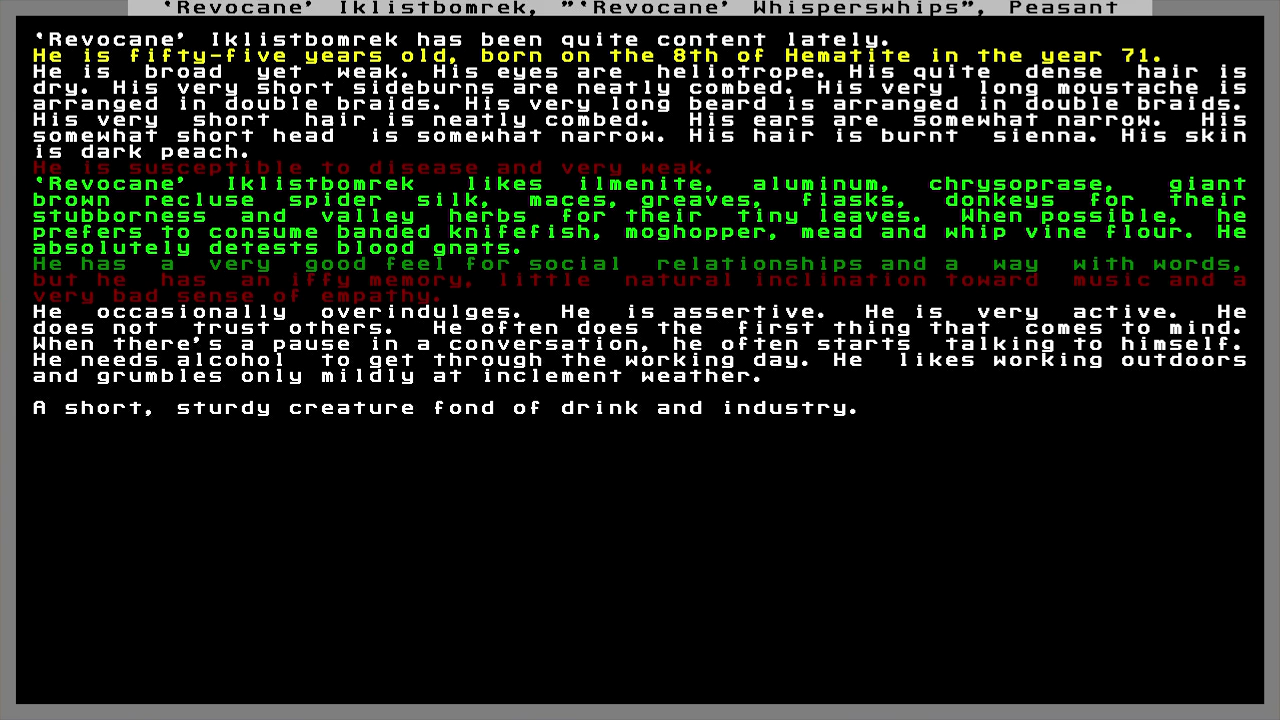 ‘Revocane’ Iklistbomrek, "‘Revocane’ Whisperswhips", Peasant
‘Revocane’ Iklistbomrek has been quite content lately.
He is fifty-five years old, born on the 8th of Hematite in the year 71.
He is broad yet weak. His eyes are heliotrope. His quite dense hair is
dry. His very short sideburns are neatly combed. His very long moustache is
arranged in double braids. His very long beard is arranged in double braids.
His very short hair is neatly combed. His ears are somewhat narrow. His
somewhat short head is somewhat narrow. His hair is burnt sienna. His skin
is dark peach.
He is susceptible to disease and very weak.
‘Revocane’ Iklistbomrek likes ilmenite, aluminum, chrysoprase, giant
brown recluse spider silk, maces, greaves, flasks, donkeys for their
stubborness and valley herbs for their tiny leaves. When possible, he
prefers to consume banded knifefish, moghopper, mead and whip vine flour. He
absolutely detests blood gnats.
He has a very good feel for social relationships and a way with words,
but he has an iffy memory, little natural inclination toward music and a
very bad sense of empathy.
He occasionally overindulges. He is assertive. He is very active. He
does not trust others. He often does the first thing that comes to mind.
When there's a pause in a conversation, he often starts talking to himself.
He needs alcohol to get through the working day. He likes working outdoors
and grumbles only mildly at inclement weather.
A short, sturdy creature fond of drink and industry.